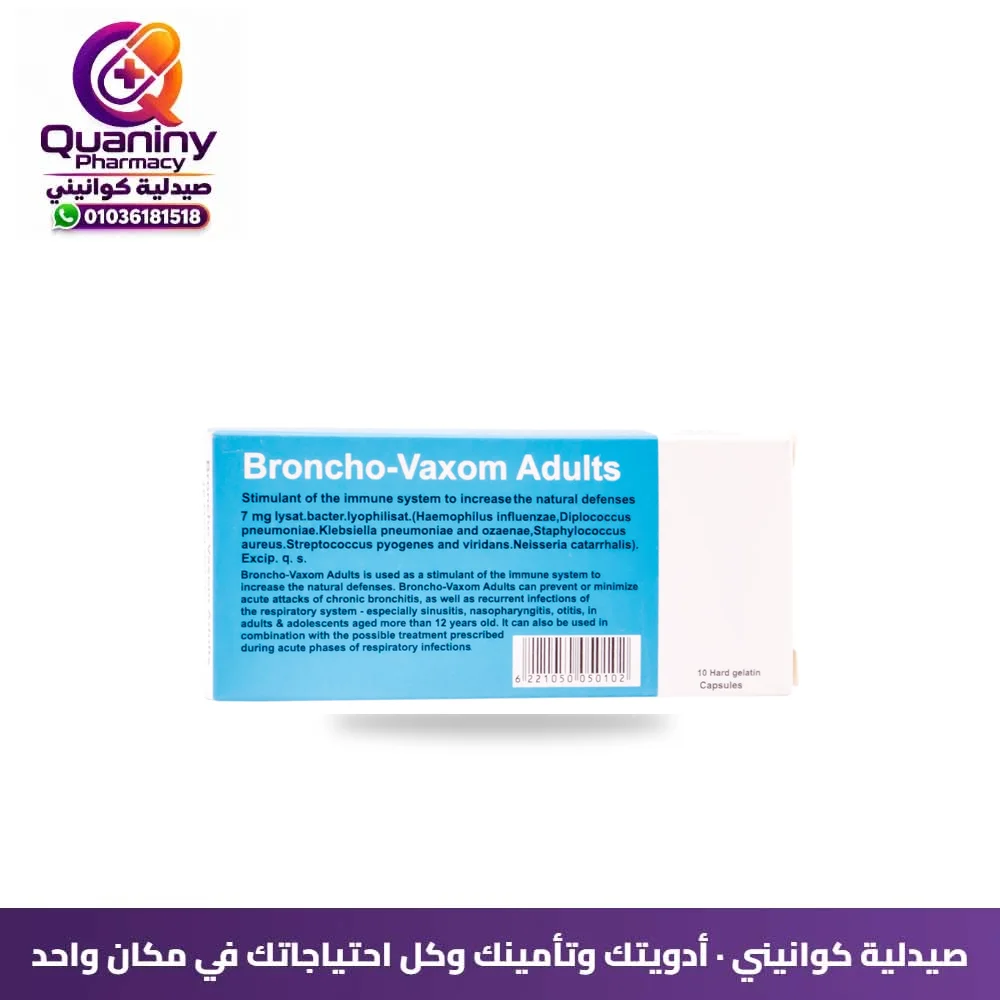 Quaniny
Pharmacy
صيدلية كوانيني
01036181518
Broncho-Vaxom Adults
Stimulant of the immune system to increase the natural defenses
7 mg lysat.bacter.lyophilisat.(Haemophilus influenzae,Diplococcus
pneumoniae.Klebsiella pneumoniae and ozaenae,Staphylococcus
aureus.Streptococcus pyogenes and viridans.Neisseria catarrhalis).
Excip. q. s.
Broncho-Vaxom Adults is used as a stimulant of the immune system to
increase the natural defenses. Broncho-Vaxom Adults can prevent or minimize
acute attacks of chronic bronchitis, as well as recurrent infections of
the respiratory system - especially sinusitis, nasopharyngitis, otitis, in
adults & adolescents aged more than 12 years old. It can also be used in
combination with the possible treatment prescribed
during acute phases of respiratory infections
6 221050 050102
10 Hard gelatin
Capsules
صيدلية كوانيني · أدويتك وتأمينك وكل احتياجاتك في مكان واحد